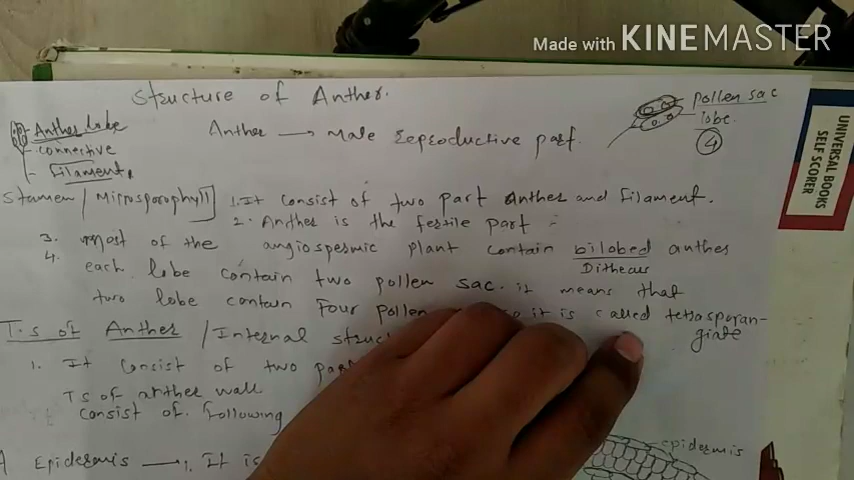 Made with KINEMASTER
Structure of Anther.
pollen sac
lobe.
4
Anther lobe
connective
Filament
Anther → Male Reproductive part.
UNIVERSAL BOOKS
SELF SCORER
Stamen / Microsporophyll] 1. It consist of two part Anther and Filament.
2. Anther is the fertile part -
3. most of the angiospermic plant contain bilobed anther
Dithecus
4. each lobe contain two pollen sac. it means that
two lobe contain Four pollen so it is called tetrasporan-
giate
T.S of Anther / Internal struc
1. It consist of two par
TS of anther wall
consist of Following
A Epidermis → 1. It is
epidermis